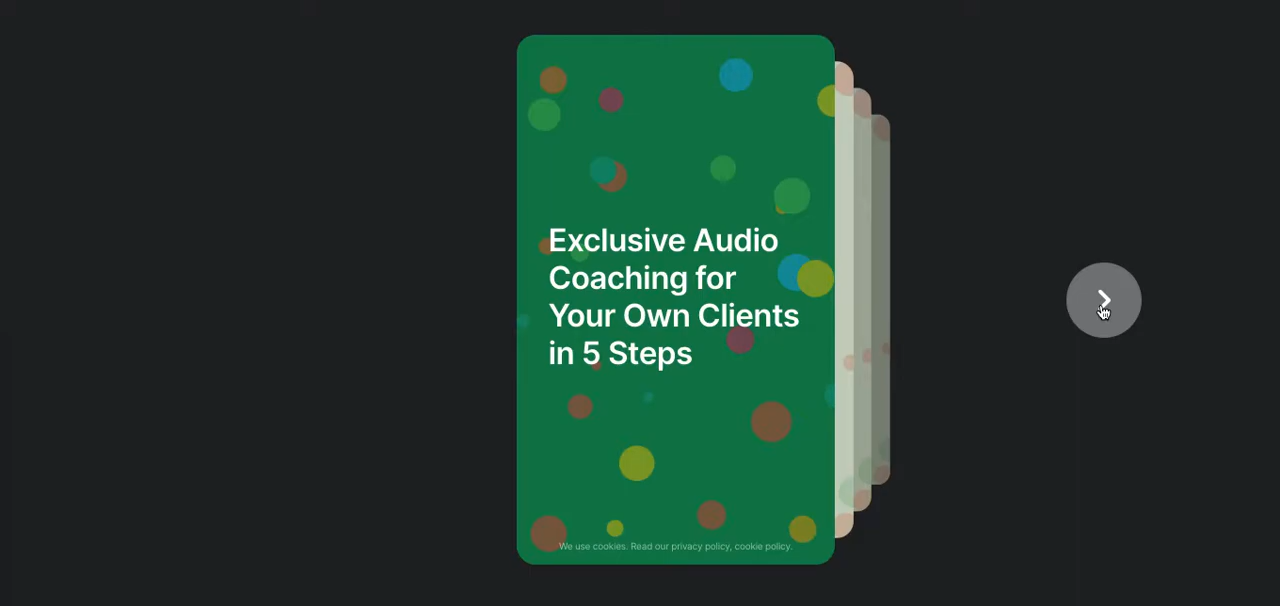 Exclusive Audio
Coaching for
Your Own Clients
in 5 Steps
We use cookies. Read our privacy policy, cookie policy.